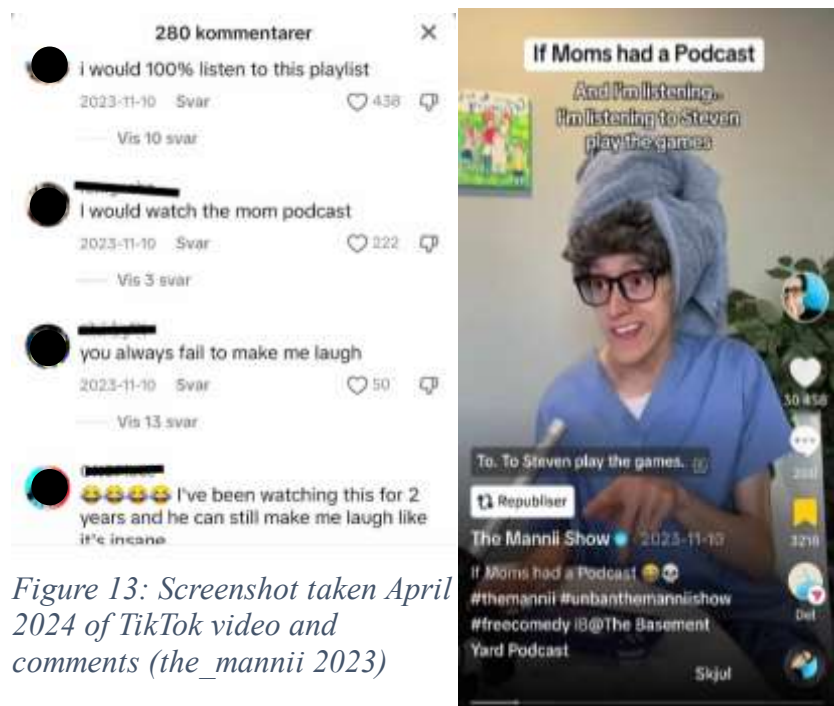 280 kommentarer
i would 100% listen to this playlist
2023-11-10 Svar 438
Vis 10 svar
I would watch the mom podcast
2023-11-10 Svar 222
Vis 3 svar
you always fail to make me laugh
2023-11-10 Svar 50
Vis 13 svar
😂😂😂😂 I've been watching this for 2
years and he can still make me laugh like
it's insane
Figure 13: Screenshot taken April
2024 of TikTok video and
comments (the_mannii 2023)
If Moms had a Podcast
And I'm listening..
I'm listening to Steven
play the games
30 458
To. To Steven play the games.
Republiser
The Mannii Show 2023-11-10
3218
If Moms had a Podcast 😂💀
#themannii #unbanthemanniishow
Del
#freecomedy IB@The Basement
Yard Podcast
Skjul